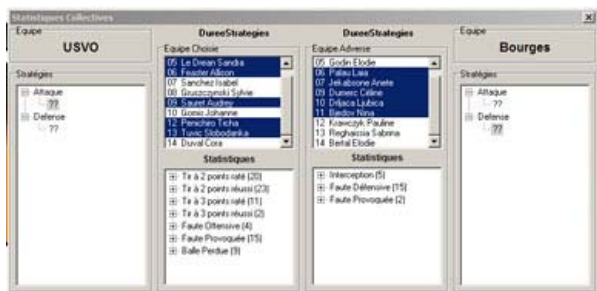 Statistiques Collectives
Equipe
USVO
Stratégies
Attaque
??
Defense
??
DureeStrategies
Equipe Choisie
05 Le Drean Sandra
06 Feaster Allison
07 Sanchez Isabel
08 Gruszczynski Sylvie
09 Sauret Audrey
10 Gomis Johanne
12 Penicheiro Ticha
13 Tuvic Slobodanka
14 Duval Cora
Statistiques
Tir à 2 points raté (20)
Tir à 2 points réussi (23)
Tir à 3 points raté (11)
Tir à 3 points réussi (2)
Faute Offensive (4)
Faute Provoquée (15)
Balle Perdue (9)
DureeStrategies
Equipe Adverse
05 Godin Elodie
06 Palau Laia
07 Jekabsone Anete
09 Dumerc Céline
10 Drljaca Ljubica
11 Bjedov Nina
12 Krawczyk Pauline
13 Reghaissia Sabrina
14 Bertal Elodie
Statistiques
Interception (5)
Faute Défensive (15)
Faute Provoquée (2)
Equipe
Bourges
Stratégies
Attaque
??
Defense
??